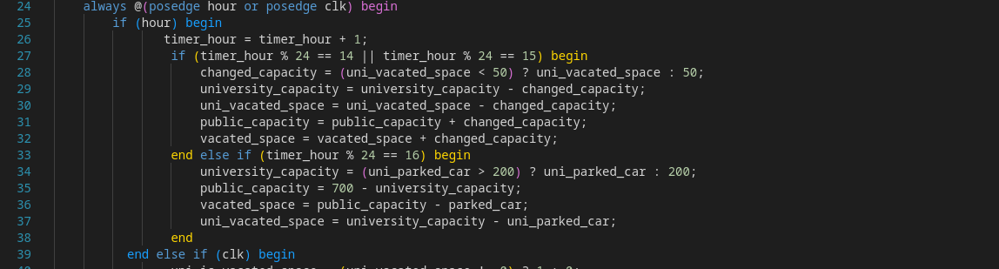 24 always @(posedge hour or posedge clk) begin
25 if (hour) begin
26 timer_hour = timer_hour + 1;
27 if (timer_hour % 24 == 14 || timer_hour % 24 == 15) begin
28 changed_capacity = (uni_vacated_space < 50) ? uni_vacated_space : 50;
29 university_capacity = university_capacity - changed_capacity;
30 uni_vacated_space = uni_vacated_space - changed_capacity;
31 public_capacity = public_capacity + changed_capacity;
32 vacated_space = vacated_space + changed_capacity;
33 end else if (timer_hour % 24 == 16) begin
34 university_capacity = (uni_parked_car > 200) ? uni_parked_car : 200;
35 public_capacity = 700 - university_capacity;
36 vacated_space = public_capacity - parked_car;
37 uni_vacated_space = university_capacity - uni_parked_car;
38 end
39 end else if (clk) begin